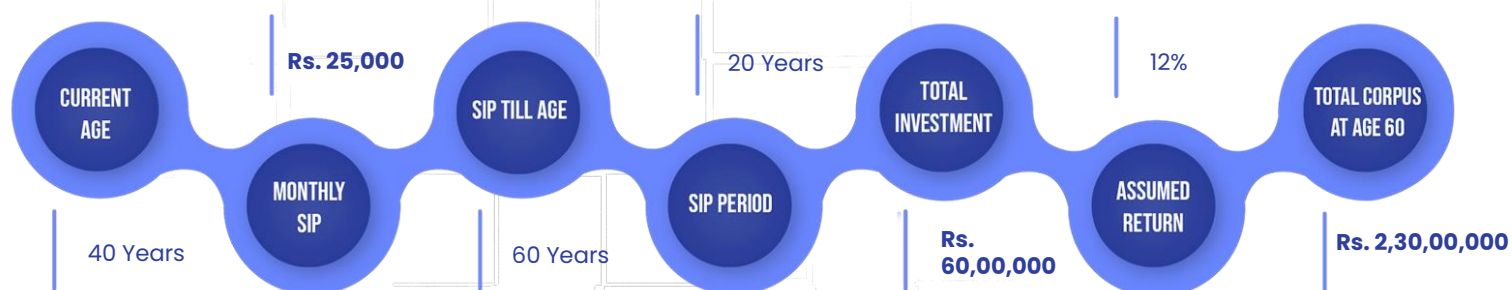 CURRENT
AGE
40 Years
Rs. 25,000
MONTHLY
SIP
SIP TILL AGE
60 Years
20 Years
SIP PERIOD
TOTAL
INVESTMENT
Rs.
60,00,000
12%
ASSUMED
RETURN
TOTAL CORPUS
AT AGE 60
Rs. 2,30,00,000